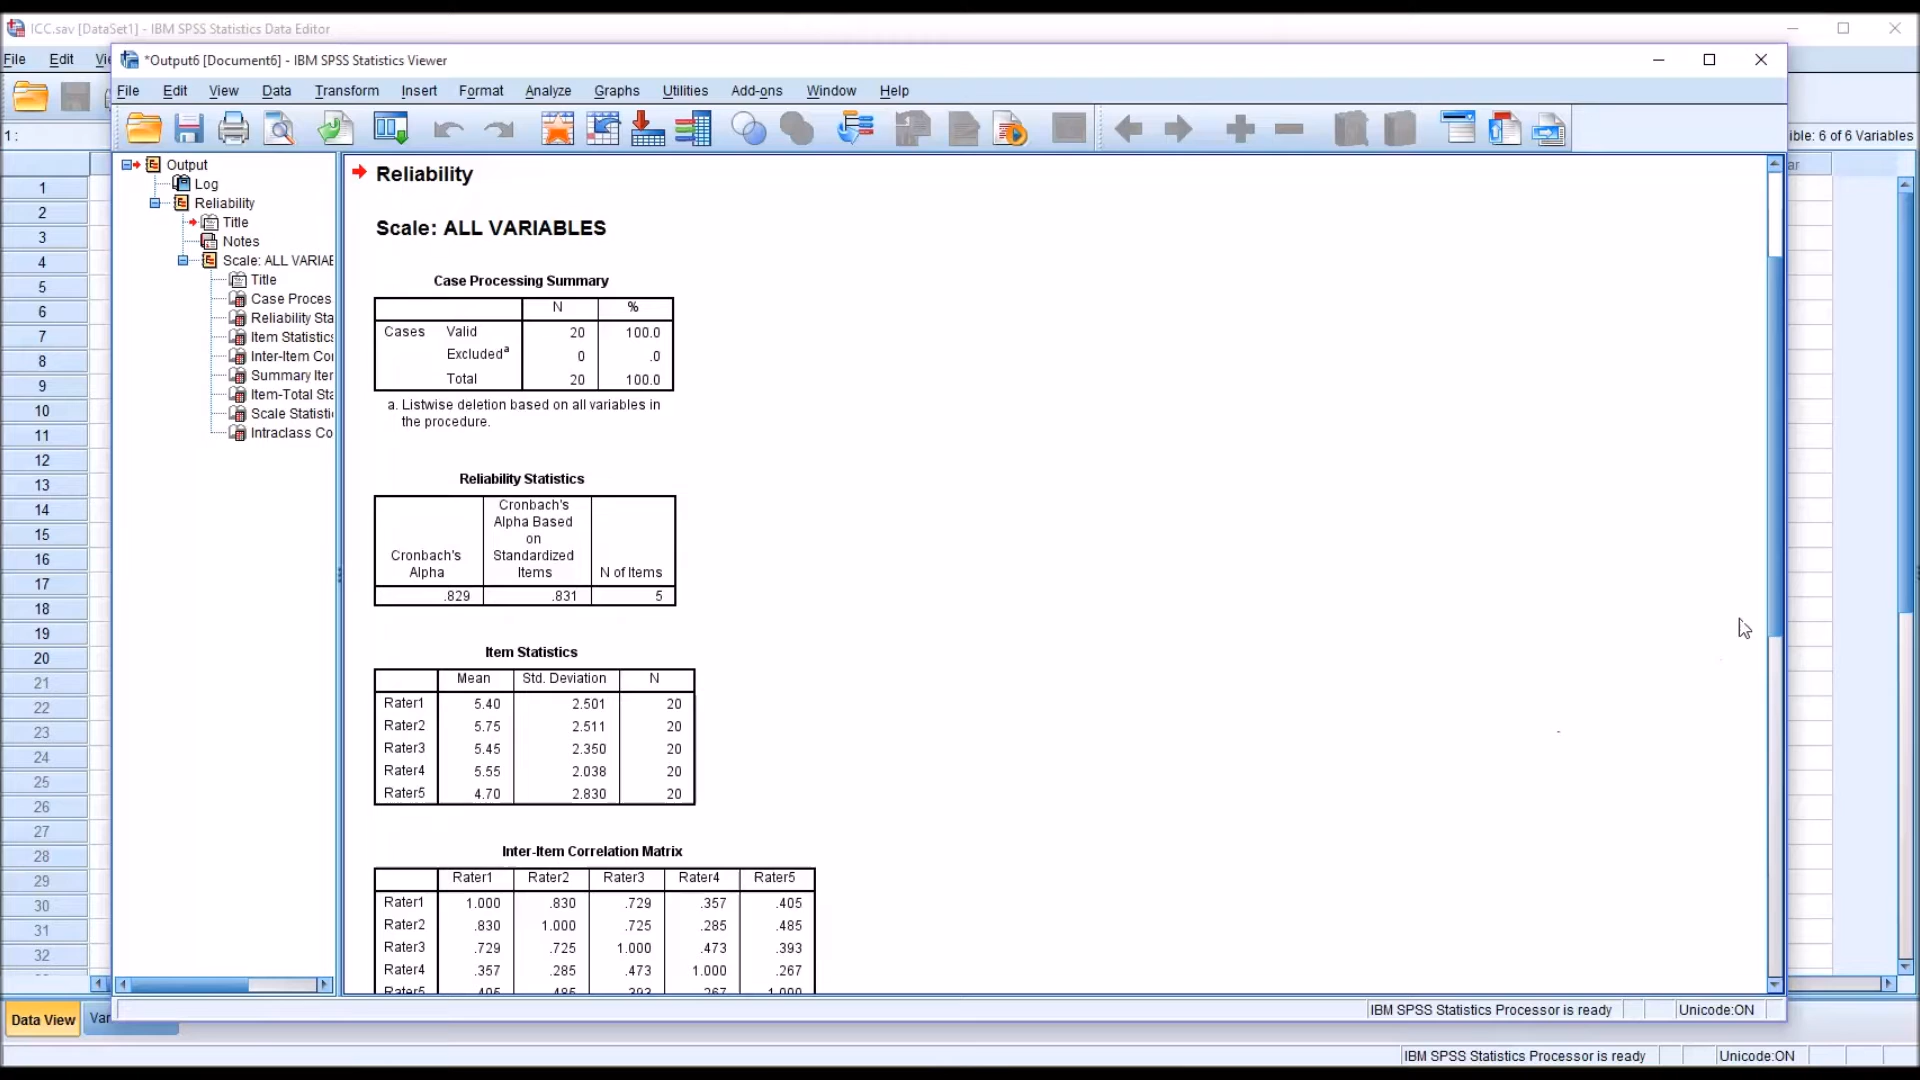 ICC.sav [DataSet1] - IBM SPSS Statistics Data Editor
File Edit
*Output6 [Document6] - IBM SPSS Statistics Viewer
File Edit View Data Transform Insert Format Analyze Graphs Utilities Add-ons Window Help
1 :
ible: 6 of 6 Variables
Output
Log
Reliability
Title
Notes
Scale: ALL VARIAE
Title
Case Proces
Reliability Sta
Item Statistics
Inter-Item Co
Summary Iter
Item-Total Sta
Scale Statisti
Intraclass Co
1
2
3
4
5
6
7
8
9
10
11
12
13
14
15
16
17
18
19
20
21
22
23
24
25
26
27
28
29
30
31
32
Reliability
Scale: ALL VARIABLES
Case Processing Summary
N %
Cases Valid 20 100.0
Excludedᵃ 0 .0
Total 20 100.0
a. Listwise deletion based on all variables in
the procedure.
Reliability Statistics
Cronbach's
Alpha
Cronbach's
Alpha Based
on
Standardized
Items
N of Items
.829 .831 5
Item Statistics
Mean Std. Deviation N
Rater1 5.40 2.501 20
Rater2 5.75 2.511 20
Rater3 5.45 2.350 20
Rater4 5.55 2.038 20
Rater5 4.70 2.830 20
Inter-Item Correlation Matrix
Rater1 Rater2 Rater3 Rater4 Rater5
Rater1 1.000 .830 .729 .357 .405
Rater2 .830 1.000 .725 .285 .485
Rater3 .729 .725 1.000 .473 .393
Rater4 .357 .285 .473 1.000 .267
Rater5 .405 .485 .393 .267 1.000
IBM SPSS Statistics Processor is ready Unicode:ON
Data View Var
IBM SPSS Statistics Processor is ready Unicode:ON